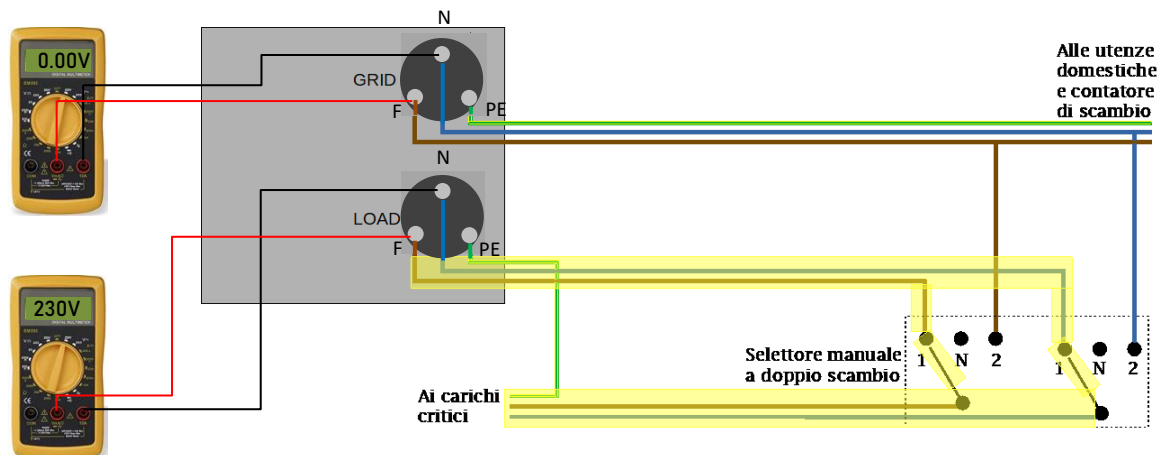 N
0.00V
GRID
F
PE
Alle utenze
domestiche
e contatore
di scambio
N
LOAD
F
PE
230V
Selettore manuale
a doppio scambio
1
N
2
1
N
2
Ai carichi
critici